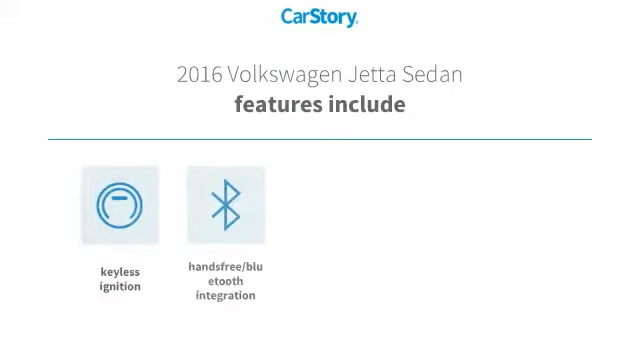 CarStory.
2016 Volkswagen Jetta Sedan
features include
keyless
ignition
handsfree/blu
etooth
integration